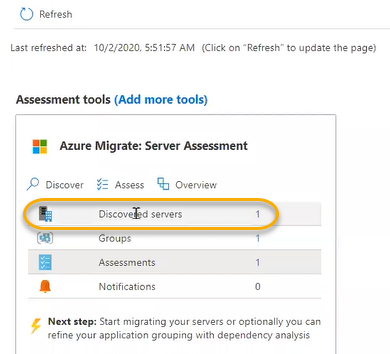 Refresh
Last refreshed at: 10/2/2020, 5:51:57 AM (Click on "Refresh" to update the page)
Assessment tools (Add more tools)
Azure Migrate: Server Assessment
Discover Assess Overview
Discovered servers 1
Groups 1
Assessments 1
Notifications 0
Next step: Start migrating your servers or optionally you can
refine your application grouping with dependency analysis